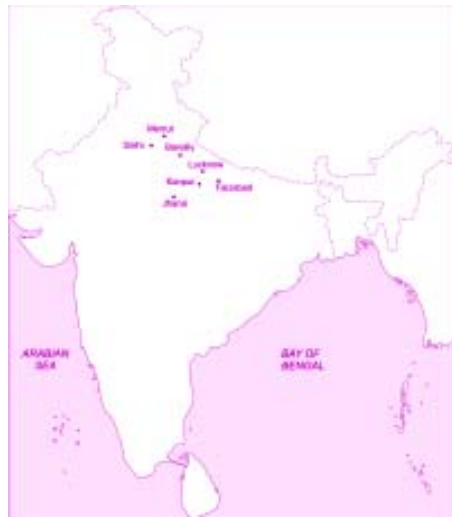 Meerut
Delhi
Bareilly
Lucknow
Kanpur
Faizabad
Jhansi
ARABIAN
SEA
BAY OF
BENGAL